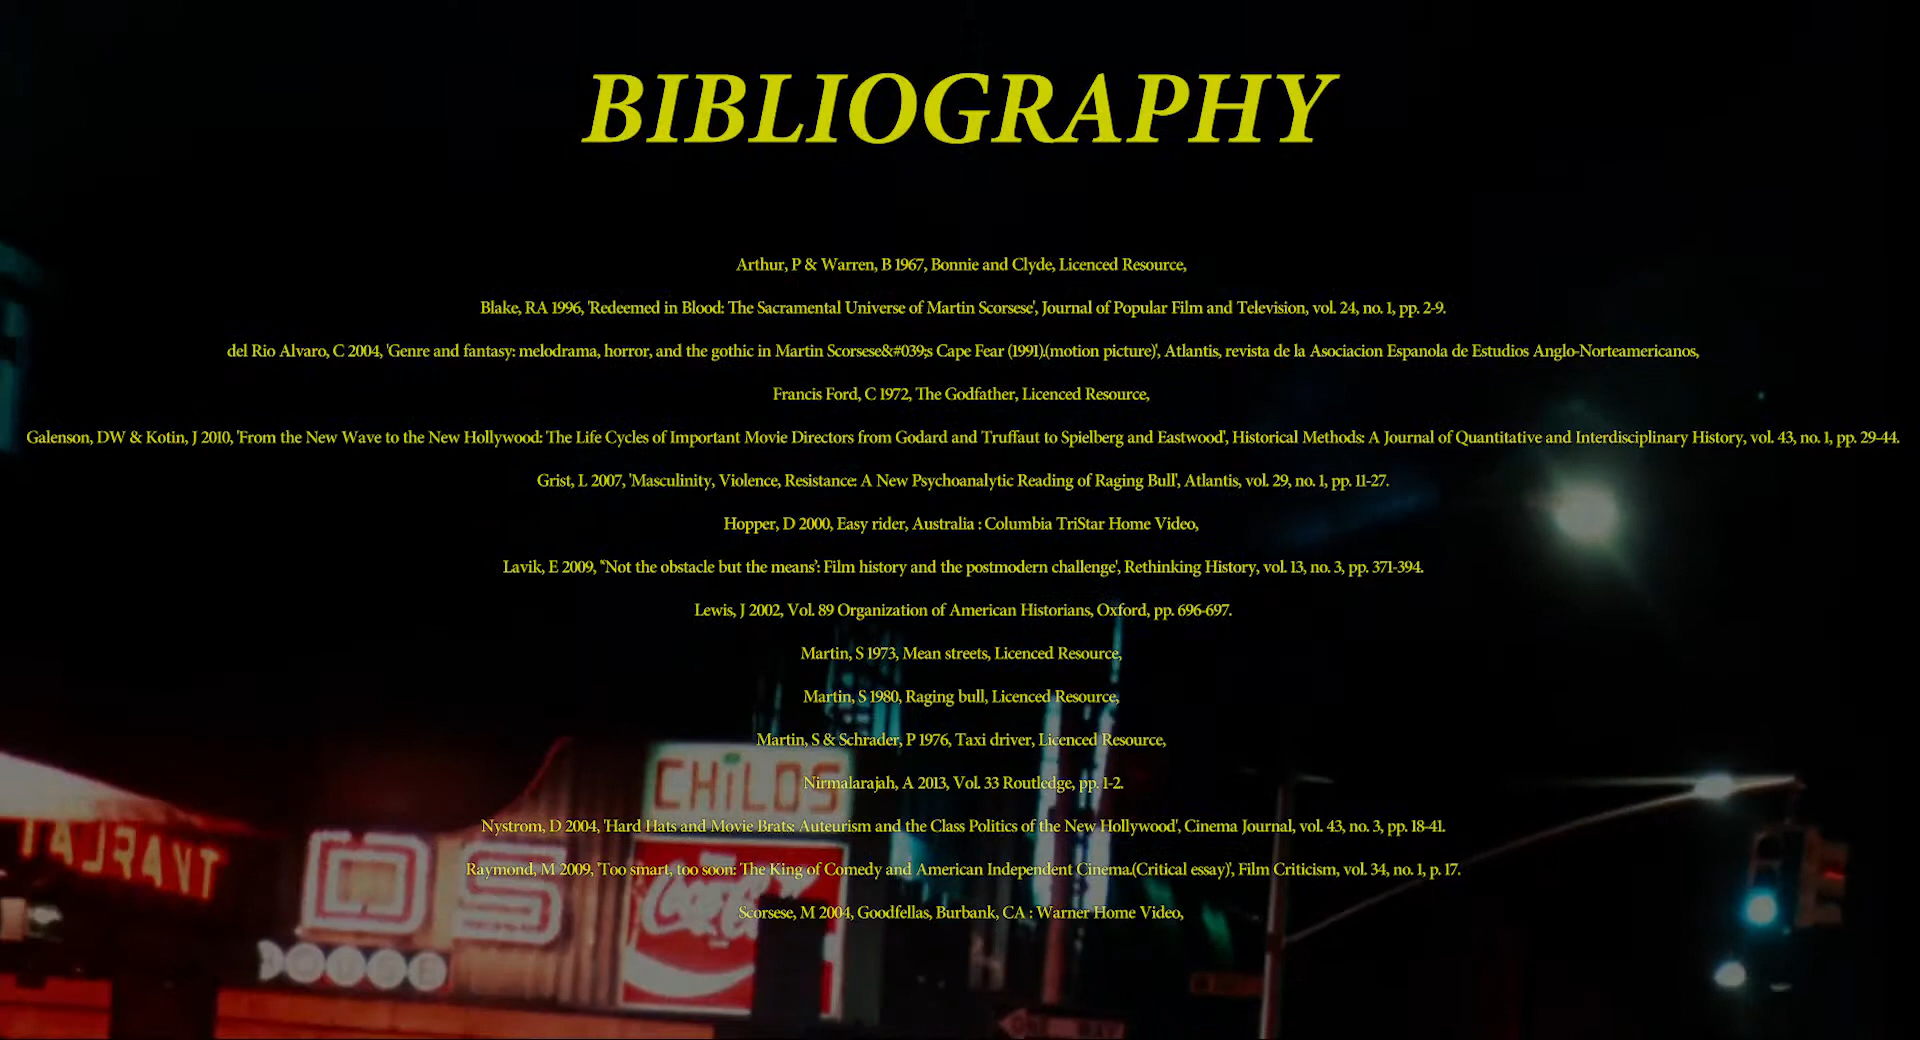 BIBLIOGRAPHY
Arthur, P & Warren, B 1967, Bonnie and Clyde, Licenced Resource,
Blake, RA 1996, 'Redeemed in Blood: The Sacramental Universe of Martin Scorsese', Journal of Popular Film and Television, vol. 24, no. 1, pp. 2-9.
del Rio Alvaro, C 2004, 'Genre and fantasy: melodrama, horror, and the gothic in Martin Scorsese&#039;s Cape Fear (1991).(motion picture)', Atlantis, revista de la Asociacion Espanola de Estudios Anglo-Norteamericanos,
Francis Ford, C 1972, The Godfather, Licenced Resource,
Galenson, DW & Kotin, J 2010, 'From the New Wave to the New Hollywood: The Life Cycles of Important Movie Directors from Godard and Truffaut to Spielberg and Eastwood', Historical Methods: A Journal of Quantitative and Interdisciplinary History, vol. 43, no. 1, pp. 29-44.
Grist, L 2007, 'Masculinity, Violence, Resistance: A New Psychoanalytic Reading of Raging Bull', Atlantis, vol. 29, no. 1, pp. 11-27.
Hopper, D 2000, Easy rider, Australia : Columbia TriStar Home Video,
Lavik, E 2009, '‘Not the obstacle but the means’: Film history and the postmodern challenge', Rethinking History, vol. 13, no. 3, pp. 371-394.
Lewis, J 2002, Vol. 89 Organization of American Historians, Oxford, pp. 696-697.
Martin, S 1973, Mean streets, Licenced Resource,
Martin, S 1980, Raging bull, Licenced Resource,
Martin, S & Schrader, P 1976, Taxi driver, Licenced Resource,
Nirmalarajah, A 2013, Vol. 33 Routledge, pp. 1-2.
Nystrom, D 2004, 'Hard Hats and Movie Brats: Auteurism and the Class Politics of the New Hollywood', Cinema Journal, vol. 43, no. 3, pp. 18-41.
Raymond, M 2009, 'Too smart, too soon: The King of Comedy and American Independent Cinema.(Critical essay)', Film Criticism, vol. 34, no. 1, p. 17.
Scorsese, M 2004, Goodfellas, Burbank, CA : Warner Home Video,
CHiLDS
Coca-Cola